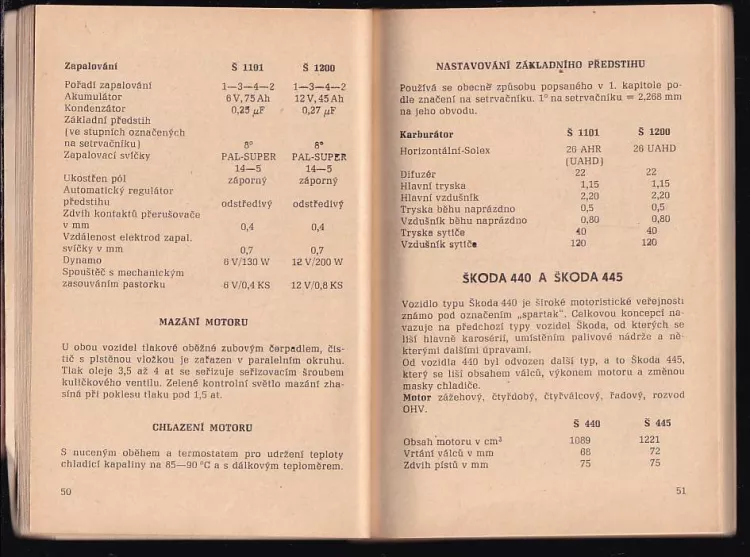 Zapalování Š 1101 Š 1200
Pořadí zapalování 1—3—4—2 1—3—4—2
Akumulátor 6 V, 75 Ah 12 V, 45 Ah
Kondenzátor 0,25 μF 0,27 μF
Základní předstih
(ve stupních označených
na setrvačníku) 8° 8°
Zapalovací svíčky PAL-SUPER PAL-SUPER
14—5 14—5
Ukostřen pól záporný záporný
Automatický regulátor
předstihu odstředivý odstředivý
Zdvih kontaktů přerušovače
v mm 0,4 0,4
Vzdálenost elektrod zapal.
svíčky v mm 0,7 0,7
Dynamo 6 V/130 W 12 V/200 W
Spouštěč s mechanickým
zasouváním pastorku 6 V/0,4 KS 12 V/0,8 KS
MAZÁNÍ MOTORU
U obou vozidel tlakové oběžné zubovým čerpadlem, čis-
tič s plstěnou vložkou je zařazen v paralelním okruhu.
Tlak oleje 3,5 až 4 at se seřizuje seřizovacím šroubem
kuličkového ventilu. Zelené kontrolní světlo mazání zha-
síná při poklesu tlaku pod 1,5 at.
CHLAZENÍ MOTORU
S nuceným oběhem a termostatem pro udržení teploty
chladicí kapaliny na 85—90 °C a s dálkovým teploměrem.
50
NASTAVOVÁNÍ ZÁKLADNÍHO PŘEDSTIHU
Používá se obecně způsobu popsaného v 1. kapitole po-
dle značení na setrvačníku. 1° na setrvačníku = 2,268 mm
na jeho obvodu.
Karburátor Š 1101 Š 1200
Horizontální-Solex 26 AHR 26 UAHD
(UAHD)
Difuzér 22 22
Hlavní tryska 1,15 1,15
Hlavní vzdušník 2,20 2,20
Tryska běhu naprázdno 0,5 0,5
Vzdušník běhu naprázdno 0,80 0,80
Tryska sytiče 40 40
Vzdušník sytiče 120 120
ŠKODA 440 A ŠKODA 445
Vozidlo typu Škoda 440 je široké motoristické veřejnosti
známo pod označením „spartak“. Celkovou koncepcí na-
vazuje na předchozí typy vozidel Škoda, od kterých se
liší hlavně karosérií, umístěním palivové nádrže a ně-
kterými dalšími úpravami.
Od vozidla 440 byl odvozen další typ, a to Škoda 445,
který se liší obsahem válců, výkonem motoru a změnou
masky chladiče.
Motor zážehový, čtyřdobý, čtyřválcový, řadový, rozvod
OHV.
Š 440 Š 445
Obsah motoru v cm³ 1089 1221
Vrtání válců v mm 68 72
Zdvih pístů v mm 75 75
51